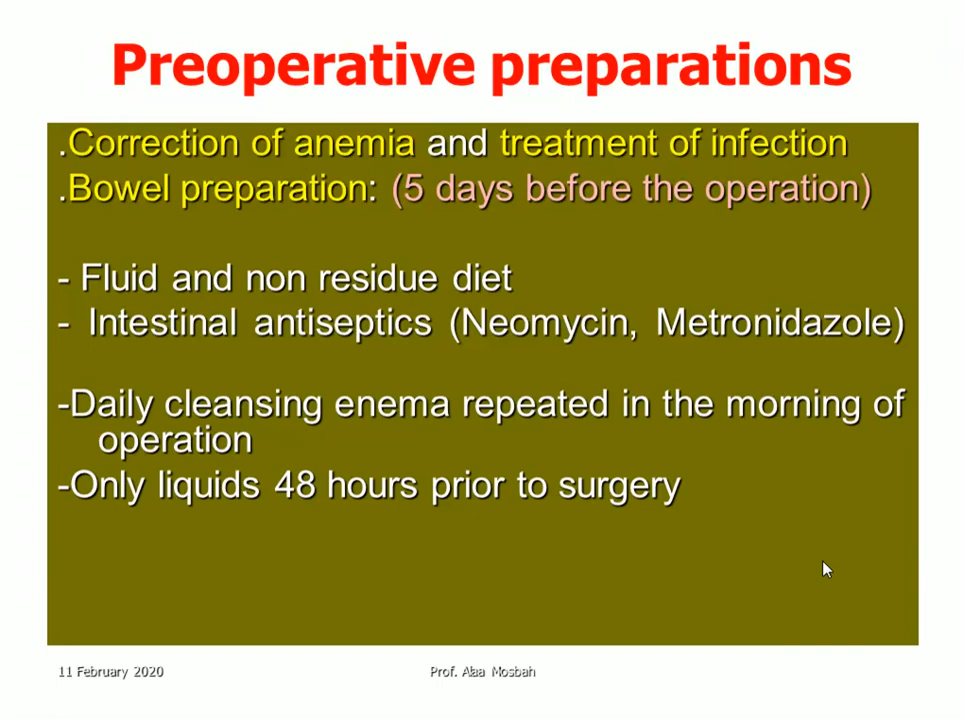 Preoperative preparations
.Correction of anemia and treatment of infection
.Bowel preparation: (5 days before the operation)
- Fluid and non residue diet
- Intestinal antiseptics (Neomycin, Metronidazole)
-Daily cleansing enema repeated in the morning of
operation
-Only liquids 48 hours prior to surgery
11 February 2020
Prof. Alaa Mosbah